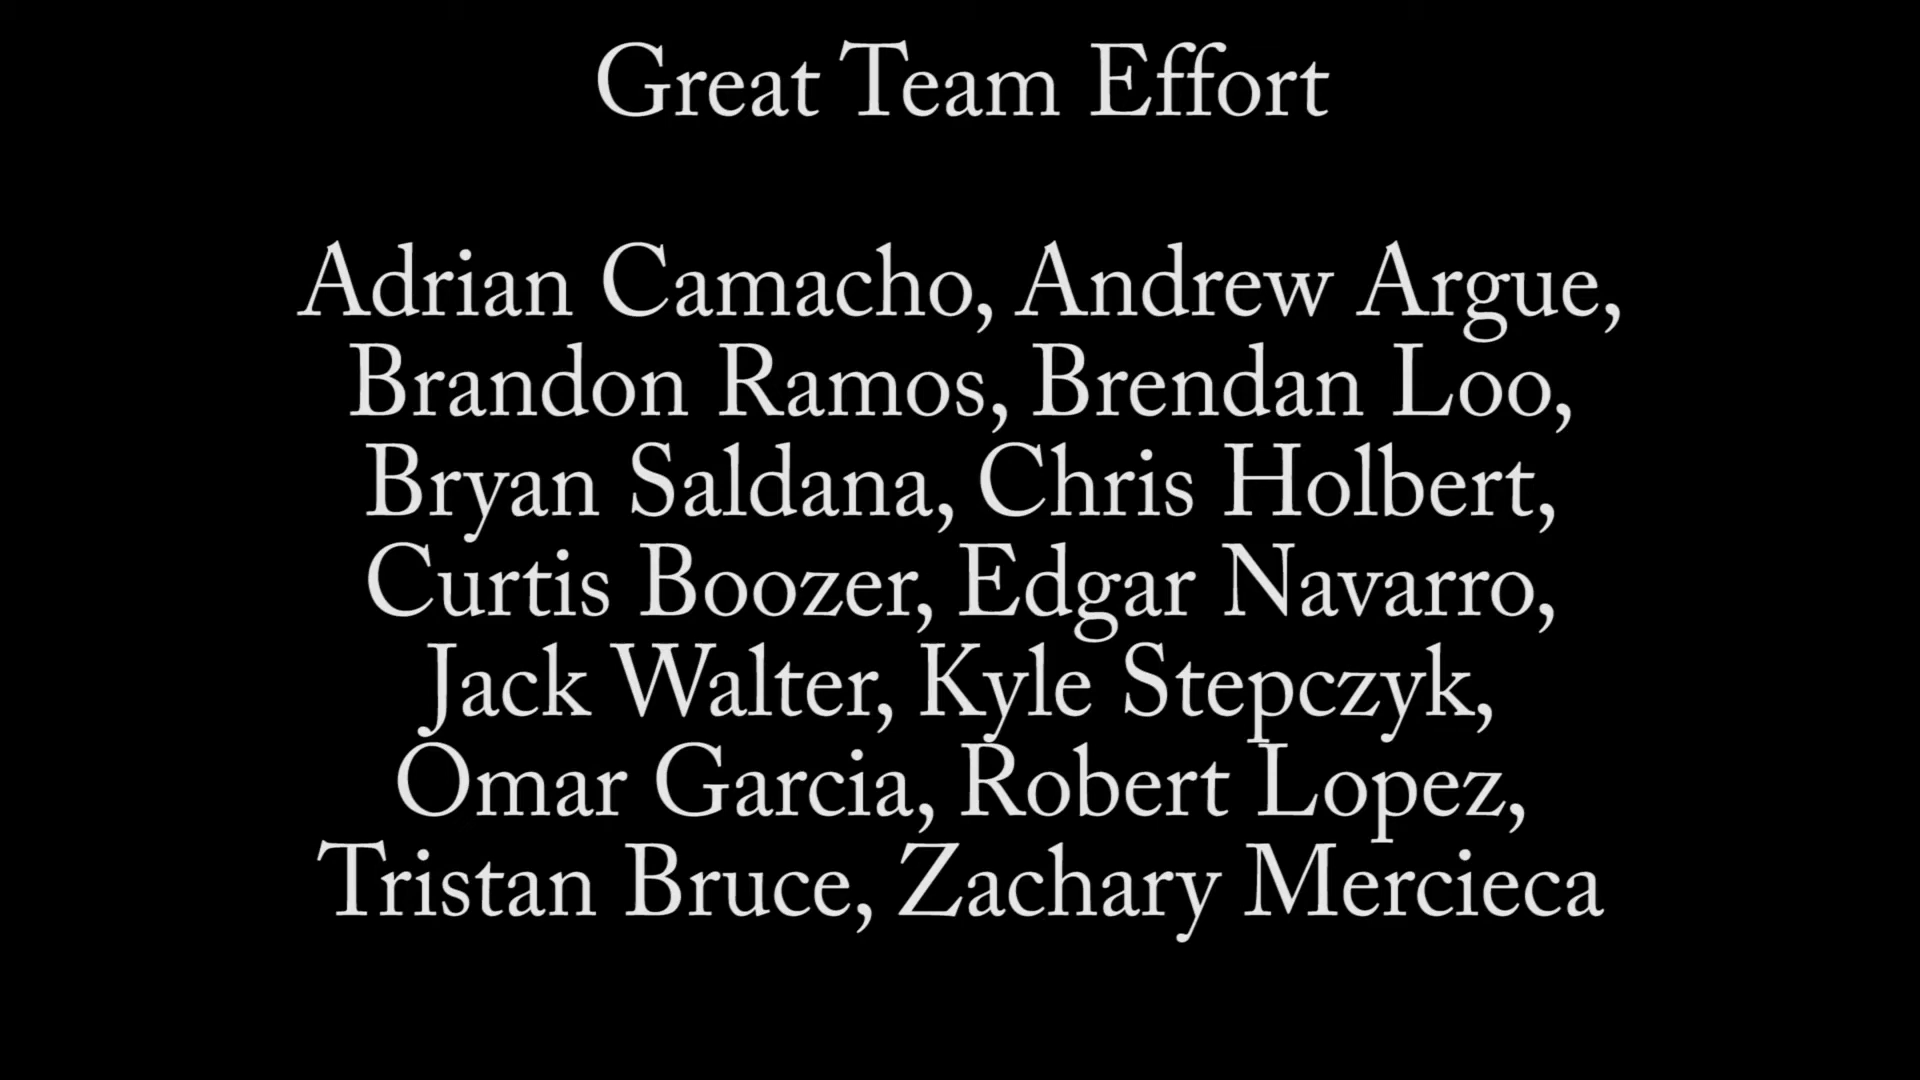 Great Team Effort
Adrian Camacho, Andrew Argue,
Brandon Ramos, Brendan Loo,
Bryan Saldana, Chris Holbert,
Curtis Boozer, Edgar Navarro,
Jack Walter, Kyle Stepczyk,
Omar Garcia, Robert Lopez,
Tristan Bruce, Zachary Mercieca